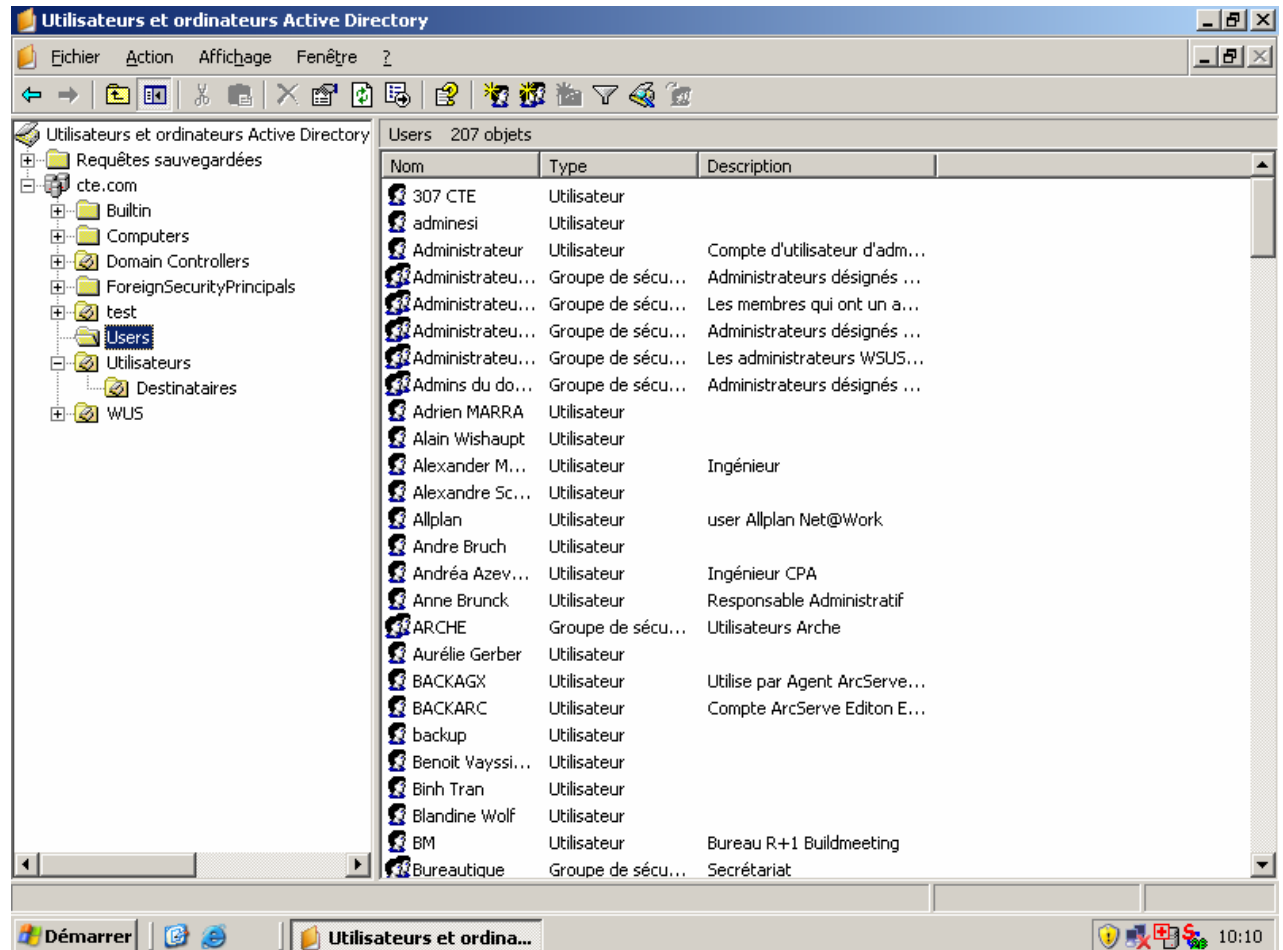 Utilisateurs et ordinateurs Active Directory
Fichier Action Affichage Fenêtre ?
Utilisateurs et ordinateurs Active Directory
Requêtes sauvegardées
cte.com
Builtin
Computers
Domain Controllers
ForeignSecurityPrincipals
test
Users
Utilisateurs
Destinataires
WUS
Users 207 objets
Nom Type Description
307 CTE Utilisateur
adminesi Utilisateur
Administrateur Utilisateur Compte d'utilisateur d'adm...
Administrateu... Groupe de sécu... Administrateurs désignés ...
Administrateu... Groupe de sécu... Les membres qui ont un a...
Administrateu... Groupe de sécu... Administrateurs désignés ...
Administrateu... Groupe de sécu... Les administrateurs WSUS...
Admins du do... Groupe de sécu... Administrateurs désignés ...
Adrien MARRA Utilisateur
Alain Wishaupt Utilisateur
Alexander M... Utilisateur Ingénieur
Alexandre Sc... Utilisateur
Allplan Utilisateur user Allplan Net@Work
Andre Bruch Utilisateur
Andréa Azev... Utilisateur Ingénieur CPA
Anne Brunck Utilisateur Responsable Administratif
ARCHE Groupe de sécu... Utilisateurs Arche
Aurélie Gerber Utilisateur
BACKAGX Utilisateur Utilise par Agent ArcServe...
BACKARC Utilisateur Compte ArcServe Editon E...
backup Utilisateur
Benoit Vayssi... Utilisateur
Binh Tran Utilisateur
Blandine Wolf Utilisateur
BM Utilisateur Bureau R+1 Buildmeeting
Bureautique Groupe de sécu... Secrétariat
Démarrer Utilisateurs et ordina... 10:10